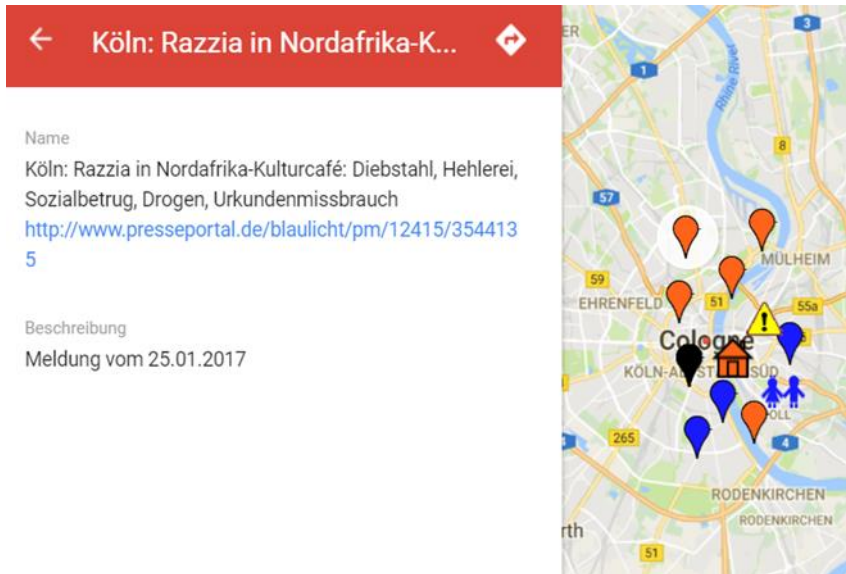 Köln: Razzia in Nordafrika-K...
Name
Köln: Razzia in Nordafrika-Kulturcafé: Diebstahl, Hehlerei,
Sozialbetrug, Drogen, Urkundenmissbrauch
http://www.presseportal.de/blaulicht/pm/12415/354413
5
Beschreibung
Meldung vom 25.01.2017
ER
3
1
Rhine River
8
57
MÜLHEIM
59
EHRENFELD
51
55a
Cologne
265
4
RODENKIRCHEN
RODENKIRCHEN
rth
51